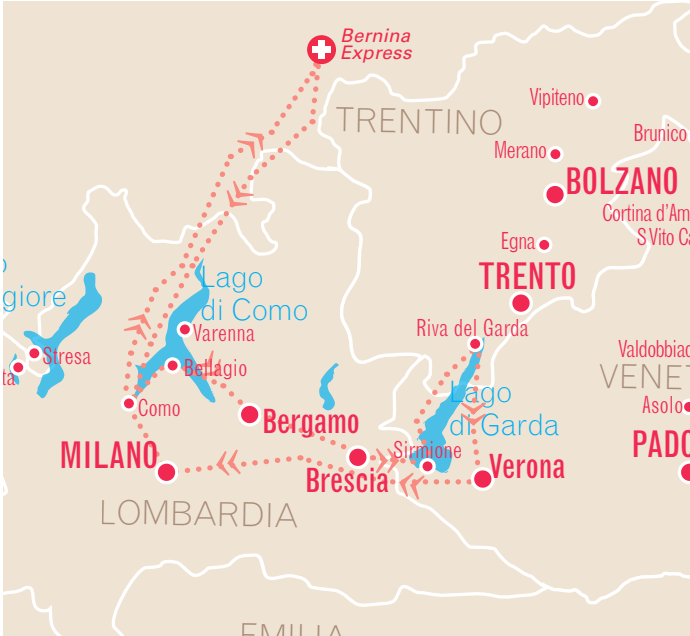 Bernina
Express
TRENTINO
Vipiteno
Brunico
Merano
BOLZANO
Cortina d'Am
S Vito Ca
Egna
TRENTO
o
giore
Lago
di Como
Riva del Garda
Varenna
Stresa
ta
Bellagio
Valdobbiad
VENET
Lago
di Garda
Como
Asolo
Bergamo
MILANO
Sirmione
PADO
Brescia
Verona
LOMBARDIA
EMILIA